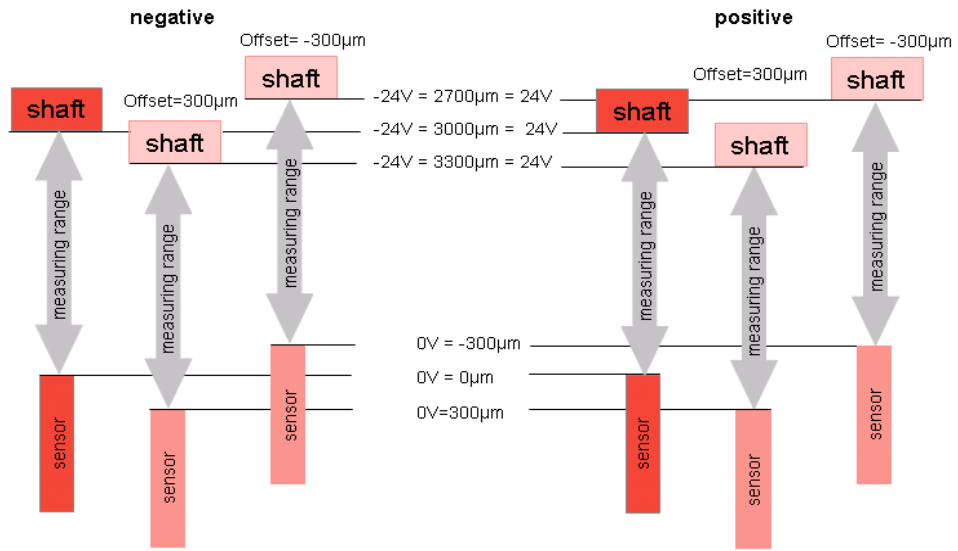 negative
positive
Offset= -300µm
Offset= -300µm
shaft
shaft
Offset=300µm
Offset=300µm
shaft
-24V = 2700µm = 24V
shaft
-24V = 3000µm = 24V
shaft
shaft
-24V = 3300µm = 24V
measuring range
measuring range
measuring range
measuring range
measuring range
measuring range
0V = -300µm
0V = 0µm
0V=300µm
sensor
sensor
sensor
sensor
sensor
sensor